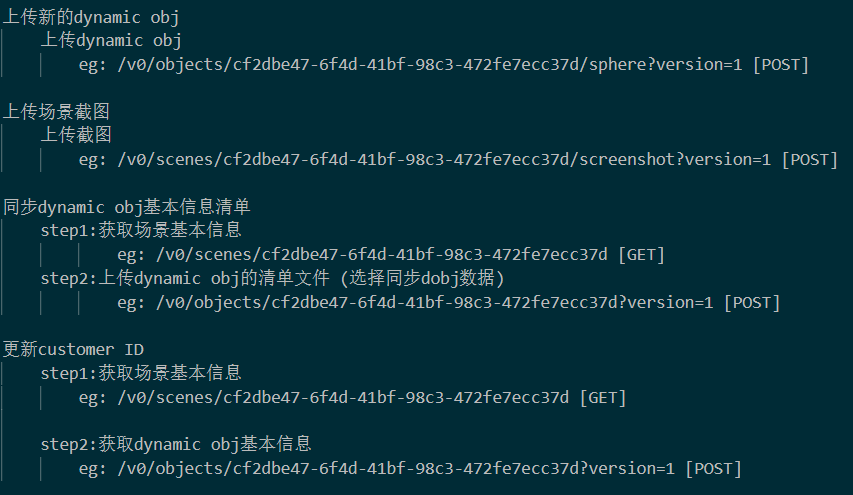 上传新的dynamic obj
上传dynamic obj
eg: /v0/objects/cf2dbe47-6f4d-41bf-98c3-472fe7ecc37d/sphere?version=1 [POST]
上传场景截图
上传截图
eg: /v0/scenes/cf2dbe47-6f4d-41bf-98c3-472fe7ecc37d/screenshot?version=1 [POST]
同步dynamic obj基本信息清单
step1:获取场景基本信息
eg: /v0/scenes/cf2dbe47-6f4d-41bf-98c3-472fe7ecc37d [GET]
step2:上传dynamic obj的清单文件 (选择同步dobj数据)
eg: /v0/objects/cf2dbe47-6f4d-41bf-98c3-472fe7ecc37d?version=1 [POST]
更新customer ID
step1:获取场景基本信息
eg: /v0/scenes/cf2dbe47-6f4d-41bf-98c3-472fe7ecc37d [GET]
step2:获取dynamic obj基本信息
eg: /v0/objects/cf2dbe47-6f4d-41bf-98c3-472fe7ecc37d?version=1 [POST]